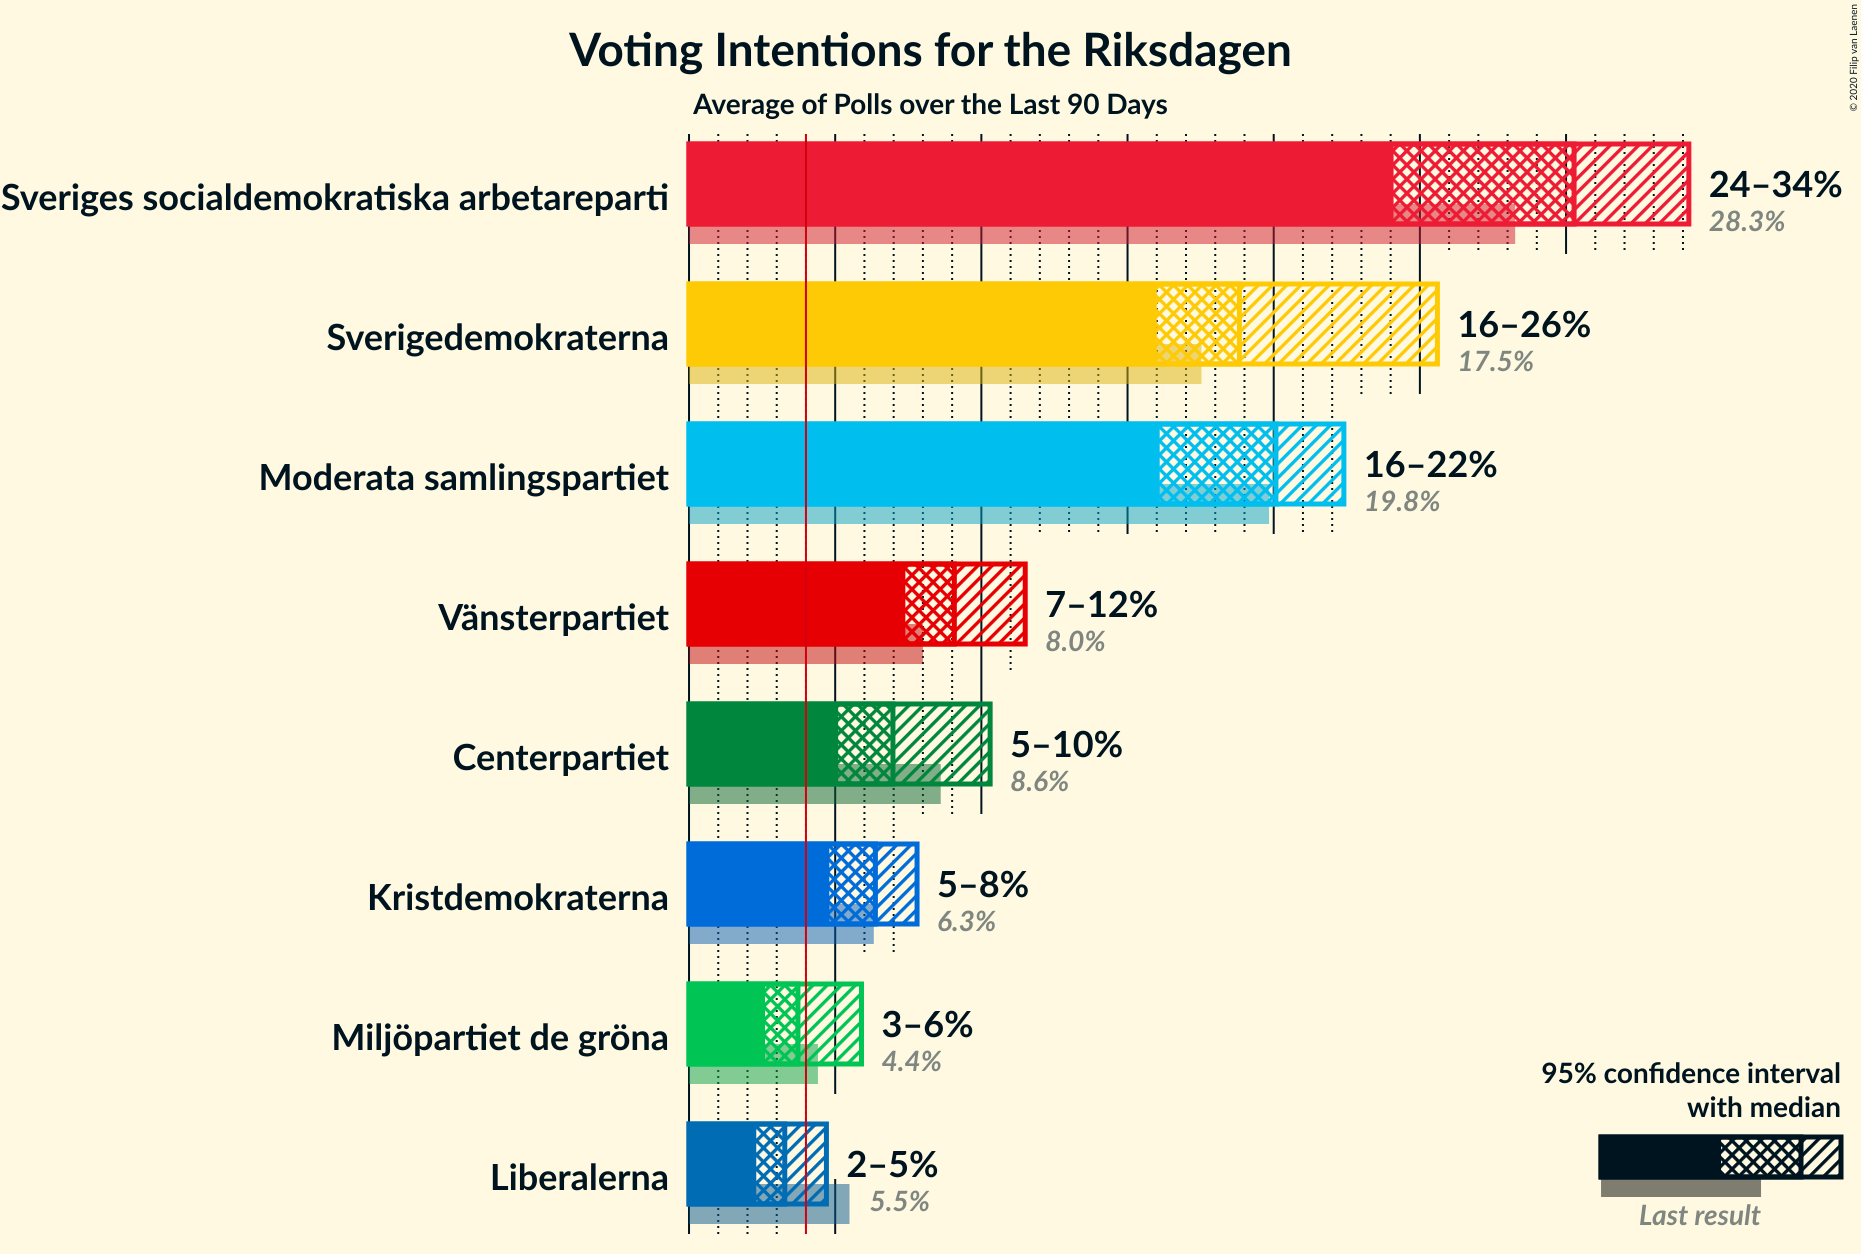 Voting Intentions for the Riksdagen
Average of Polls over the Last 90 Days
© 2020 Filip van Laenen
Sveriges socialdemokratiska arbetareparti
24–34%
28.3%
Sverigedemokraterna
16–26%
17.5%
Moderata samlingspartiet
16–22%
19.8%
Vänsterpartiet
7–12%
8.0%
Centerpartiet
5–10%
8.6%
Kristdemokraterna
5–8%
6.3%
Miljöpartiet de gröna
3–6%
4.4%
Liberalerna
2–5%
5.5%
95% confidence interval
with median
Last result